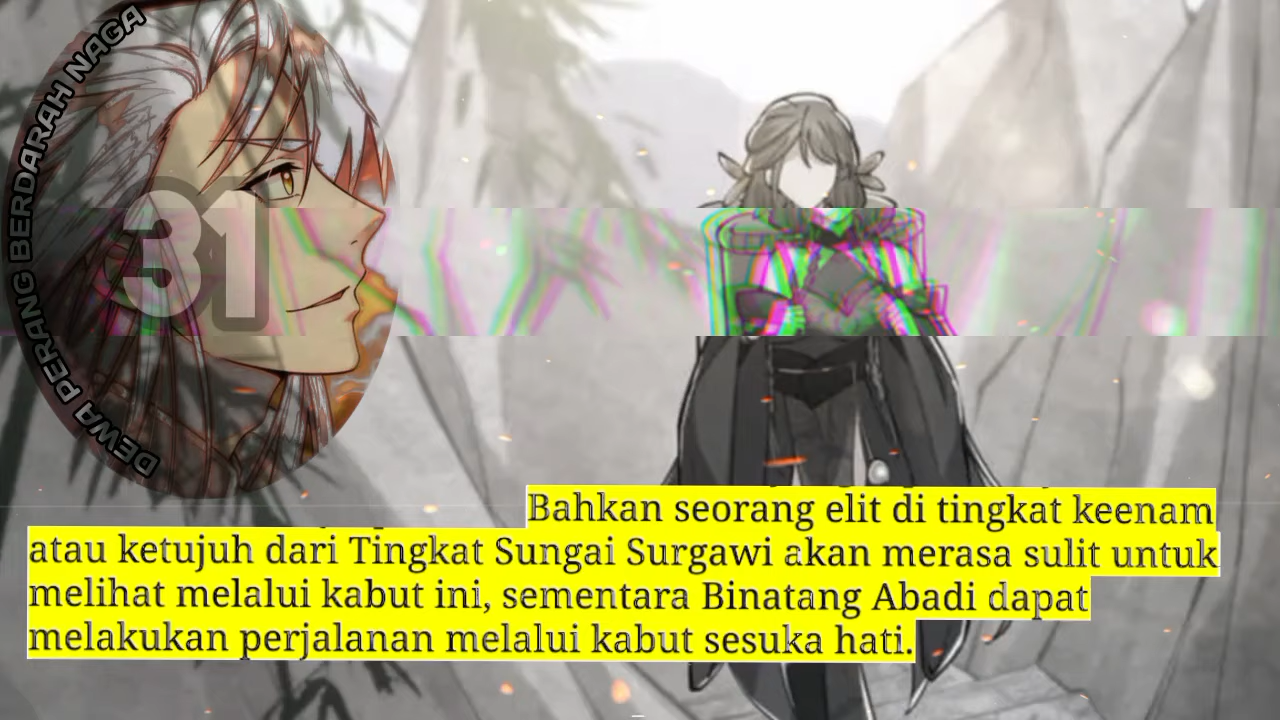 DEWA PERANG BERDARAH NAGA
31
Bahkan seorang elit di tingkat keenam
atau ketujuh dari Tingkat Sungai Surgawi akan merasa sulit untuk
melihat melalui kabut ini, sementara Binatang Abadi dapat
melakukan perjalanan melalui kabut sesuka hati.